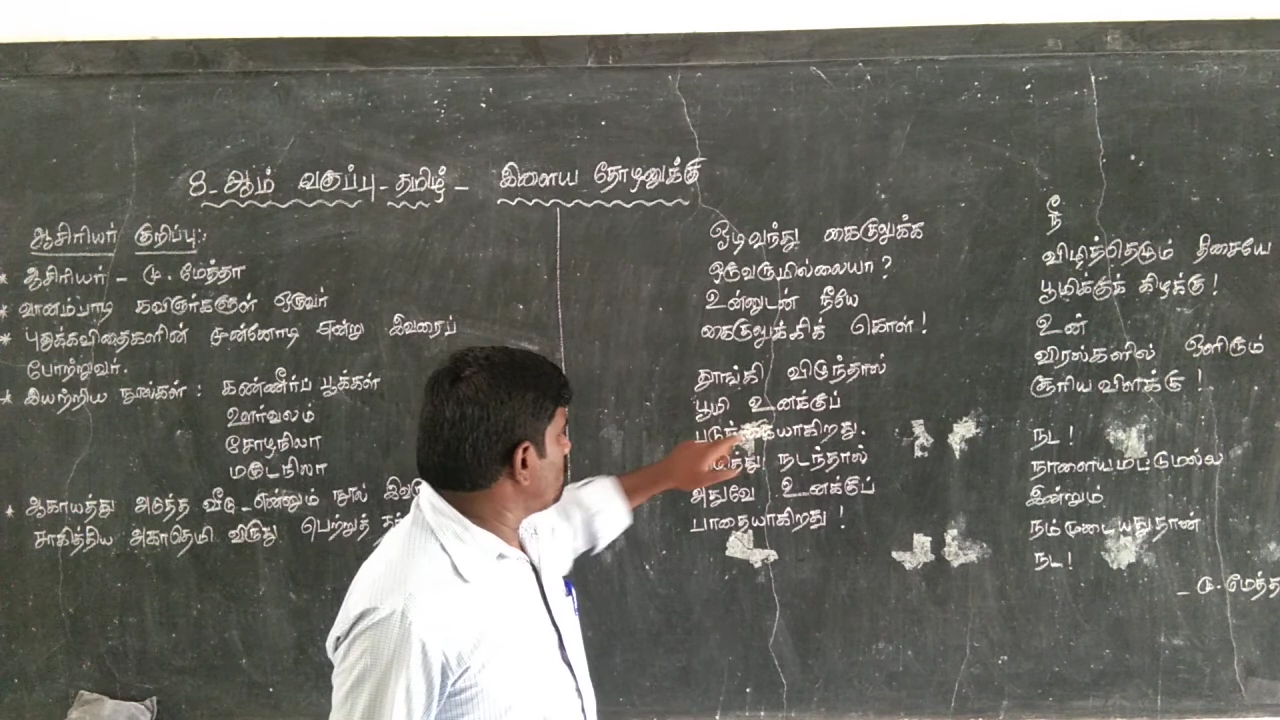 8-ஆம் வகுப்பு - தமிழ் - இளைய தோழனுக்கு
ஆசிரியர் குறிப்பு:-
* ஆசிரியர் - மு. மேத்தா
* வானம்பாடி கவிஞர்களுள் ஒருவர்
* புதுக்கவிதைகளின் முன்னோடி என்று இவரைப்
போற்றுவர்.
* இயற்றிய நூல்கள் : கண்ணீர்ப் பூக்கள்
ஊர்வலம்
சோழநிலா
மகுடநிலா
* ஆகாயத்து அடுத்த வீடு - என்னும் நூல்
சாகித்திய அகாதெமி விருது பெற்றுத்
ஓடிவந்து கைகுலுக்க
ஒருவருமில்லையா?
உன்னுடன் நீயே
கைகுலுக்கிக் கொள்!
தூங்கி விழுந்தால்
பூமி உனக்குப்
படுக்கையாகிறது.
நடந்தால்
அதுவே உனக்குப்
பாதையாகிறது!
நீ
விழித்தெழும் திசையே
பூமிக்குக் கிழக்கு!
உன்
விரல்களில் ஒளிரும்
சூரிய விளக்கு!
நட!
நாளைமட்டுமல்ல
இன்றும்
நம்முடையதுதான்
நட!
- மு. மேத்